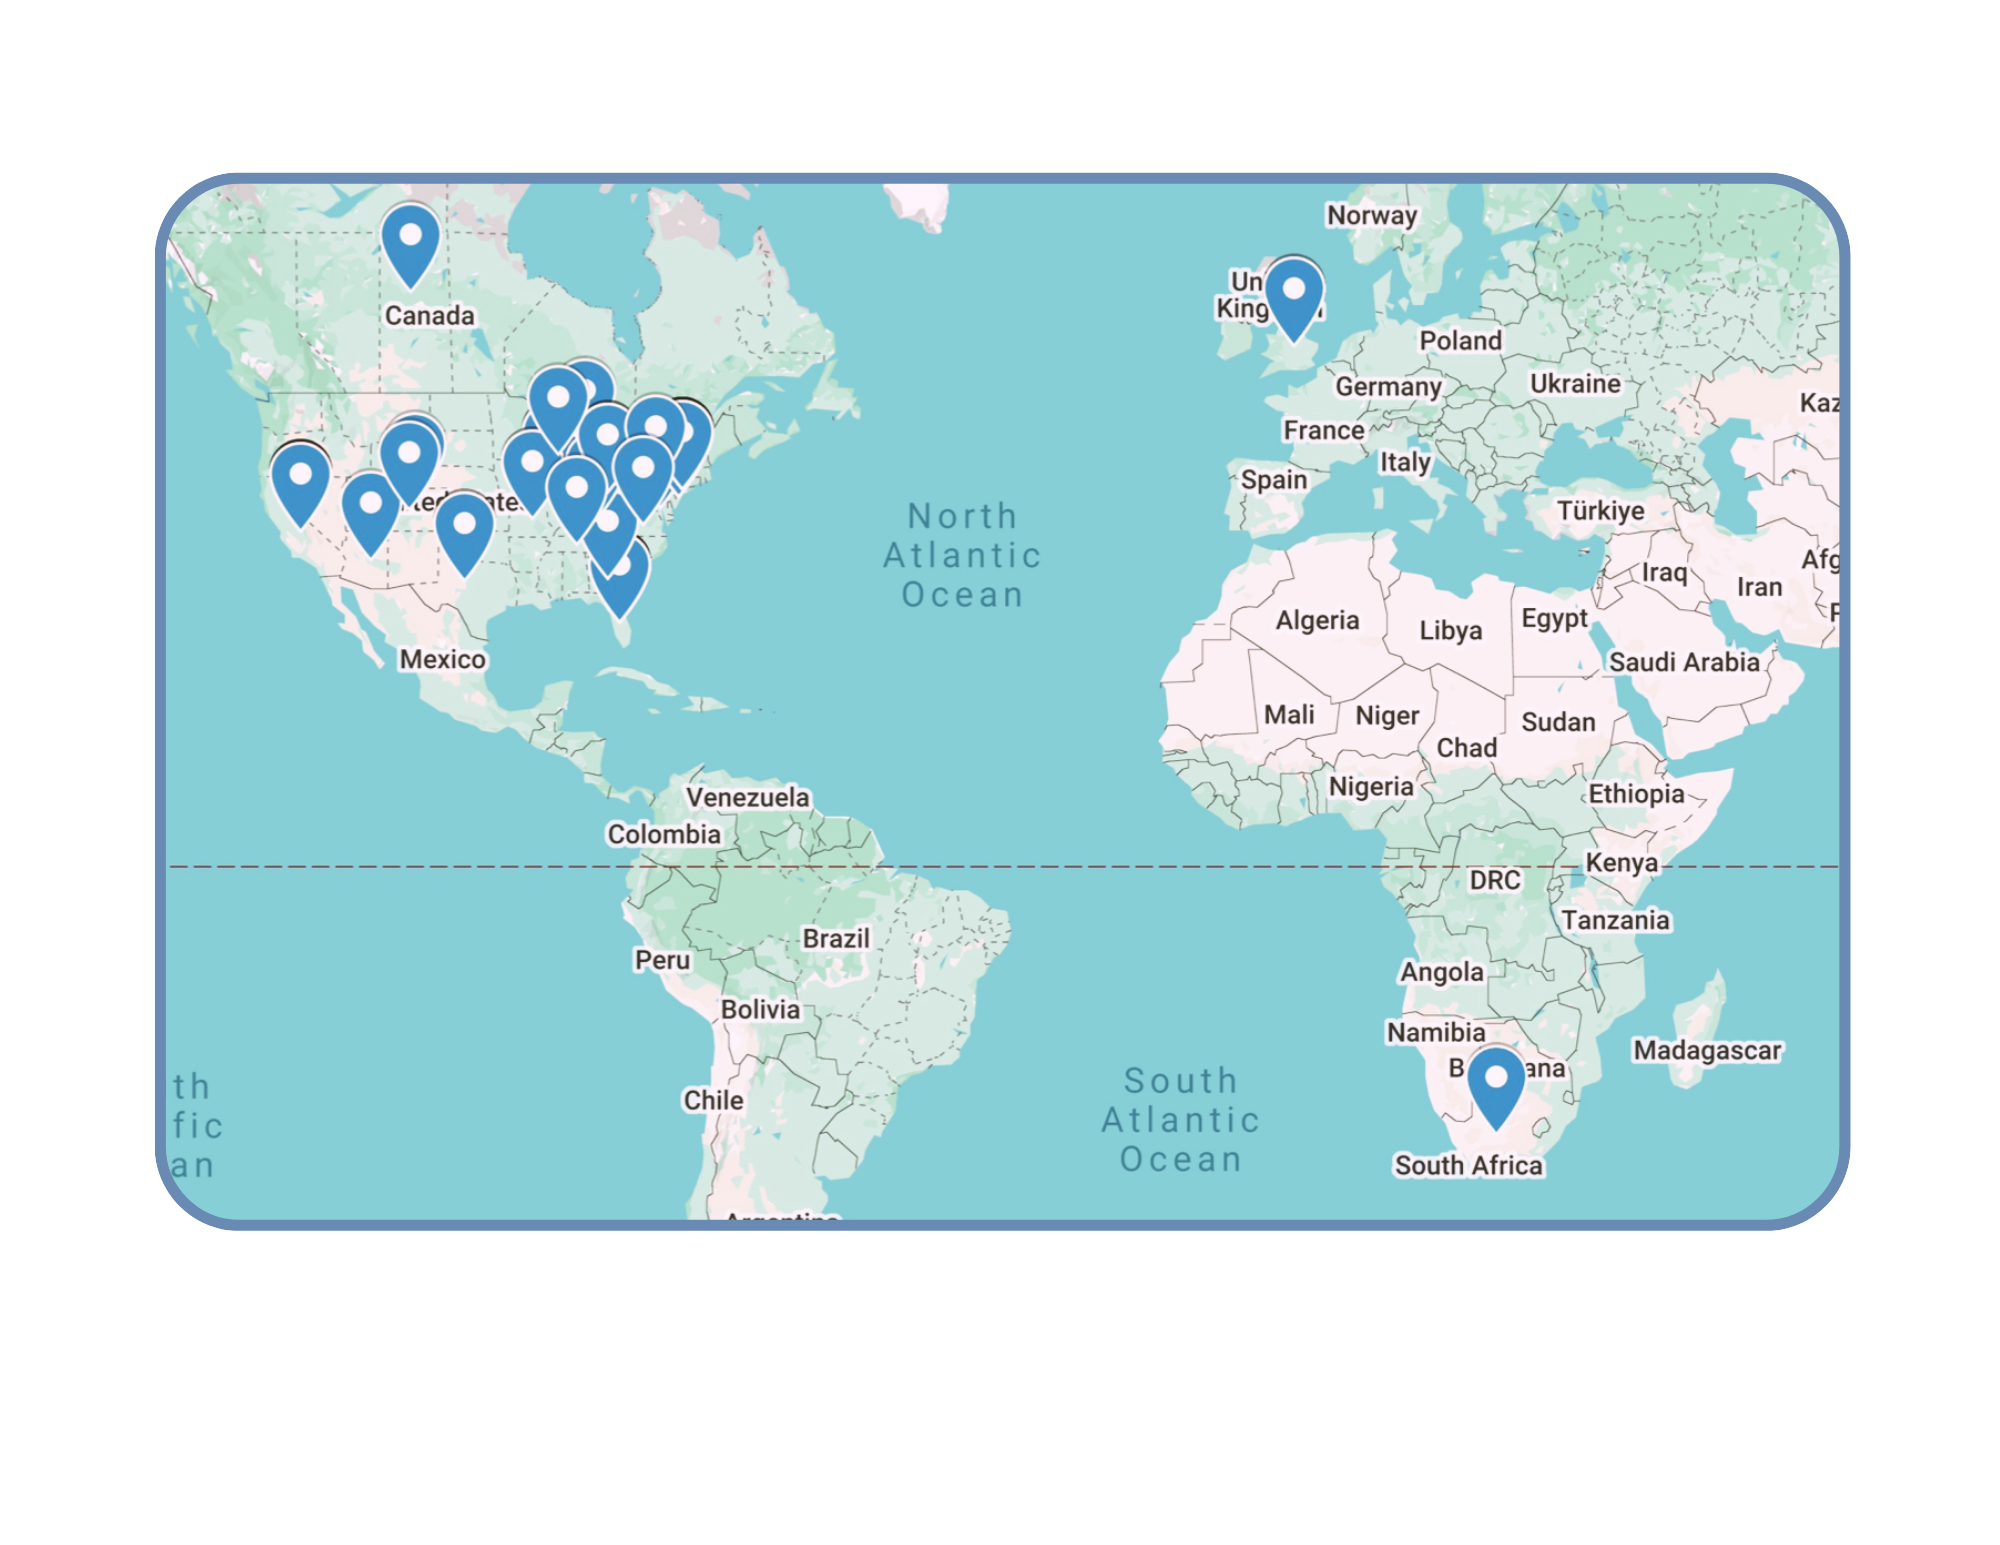 Norway
Un
King
Canada
Poland
Germany
Ukraine
Kaz
France
Italy
Spain
ted
ates
Türkiye
North
Atlantic
Ocean
Afg
Iraq
Iran
Algeria
Libya
Egypt
Mexico
Saudi Arabia
Mali
Niger
Sudan
Chad
Nigeria
Ethiopia
Venezuela
Colombia
Kenya
DRC
Tanzania
Brazil
Peru
Angola
Bolivia
Namibia
Madagascar
B
ana
th
fic
an
Chile
South
Atlantic
Ocean
South Africa